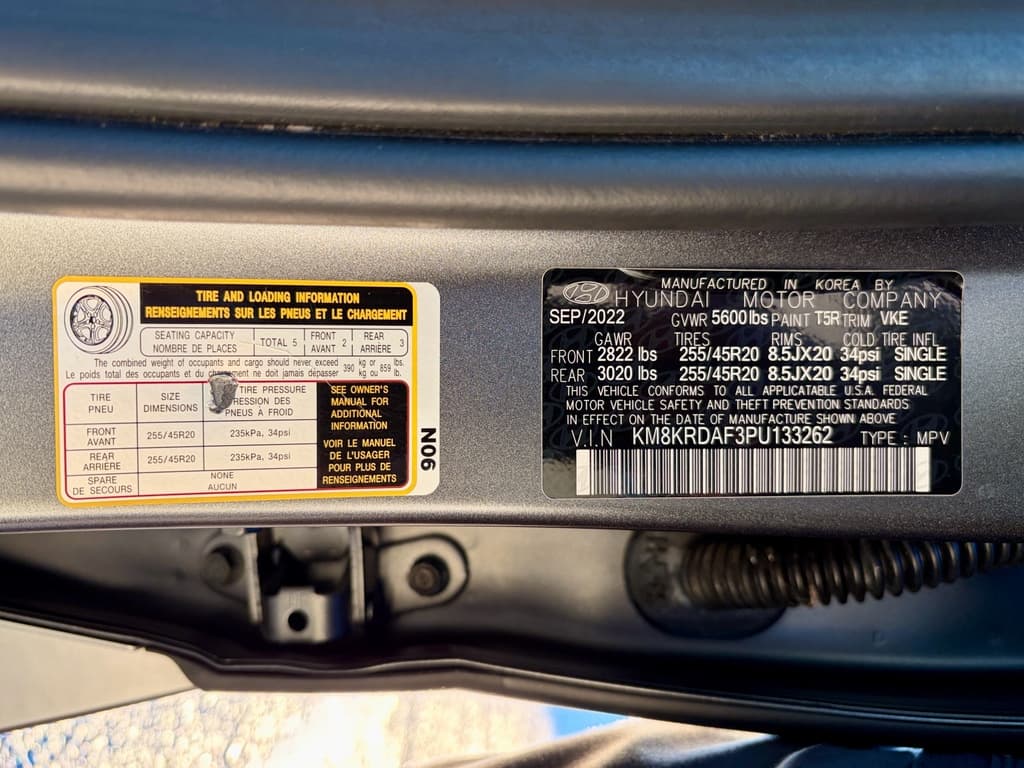 TIRE AND LOADING INFORMATION
RENSEIGNEMENTS SUR LES PNEUS ET LE CHARGEMENT
SEATING CAPACITY
NOMBRE DE PLACES
TOTAL 5
FRONT
AVANT 2
REAR
ARRIÈRE 3
The combined weight of occupants and cargo should never exceed 390 kg or 859 lbs.
Le poids total des occupants et du chargement ne doit jamais dépasser 390 kg ou 859 lb.
TIRE
PNEU
SIZE
DIMENSIONS
TIRE PRESSURE
PRESSION DES
PNEUS À FROID
SEE OWNER'S
MANUAL FOR
ADDITIONAL
INFORMATION
FRONT
AVANT
255/45R20
235kPa, 34psi
REAR
ARRIÈRE
255/45R20
235kPa, 34psi
SPARE
DE SECOURS
NONE
AUCUN
VOIR LE MANUEL
DE L'USAGER
POUR PLUS DE
RENSEIGNEMENTS
N06
MANUFACTURED IN KOREA BY
HYUNDAI MOTOR COMPANY
SEP/2022 GVWR 5600lbs PAINT T5R TRIM VKE
GAWR TIRES RIMS COLD TIRE INFL
FRONT 2822 lbs 255/45R20 8.5JX20 34psi SINGLE
REAR 3020 lbs 255/45R20 8.5JX20 34psi SINGLE
THIS VEHICLE CONFORMS TO ALL APPLICABLE U.S.A. FEDERAL
MOTOR VEHICLE SAFETY AND THEFT PREVENTION STANDARDS
IN EFFECT ON THE DATE OF MANUFACTURE SHOWN ABOVE
V.I.N KM8KRDAF3PU133262 TYPE : MPV